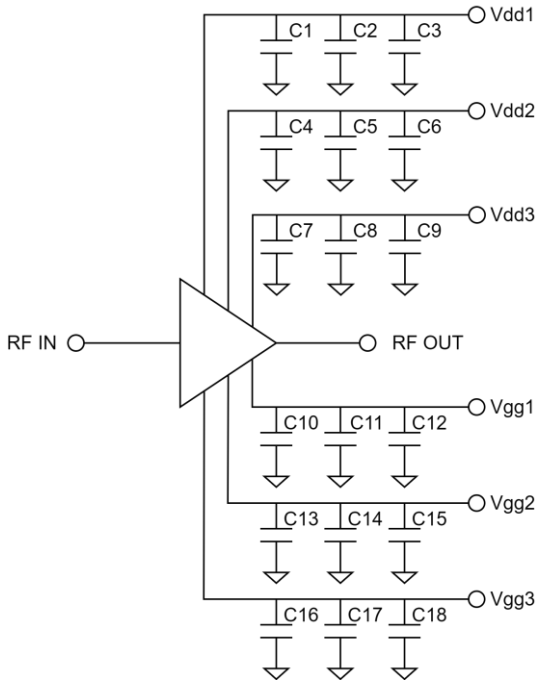 C1 C2 C3 Vdd1
C4 C5 C6 Vdd2
C7 C8 C9 Vdd3
RF IN RF OUT
C10 C11 C12 Vgg1
C13 C14 C15 Vgg2
C16 C17 C18 Vgg3